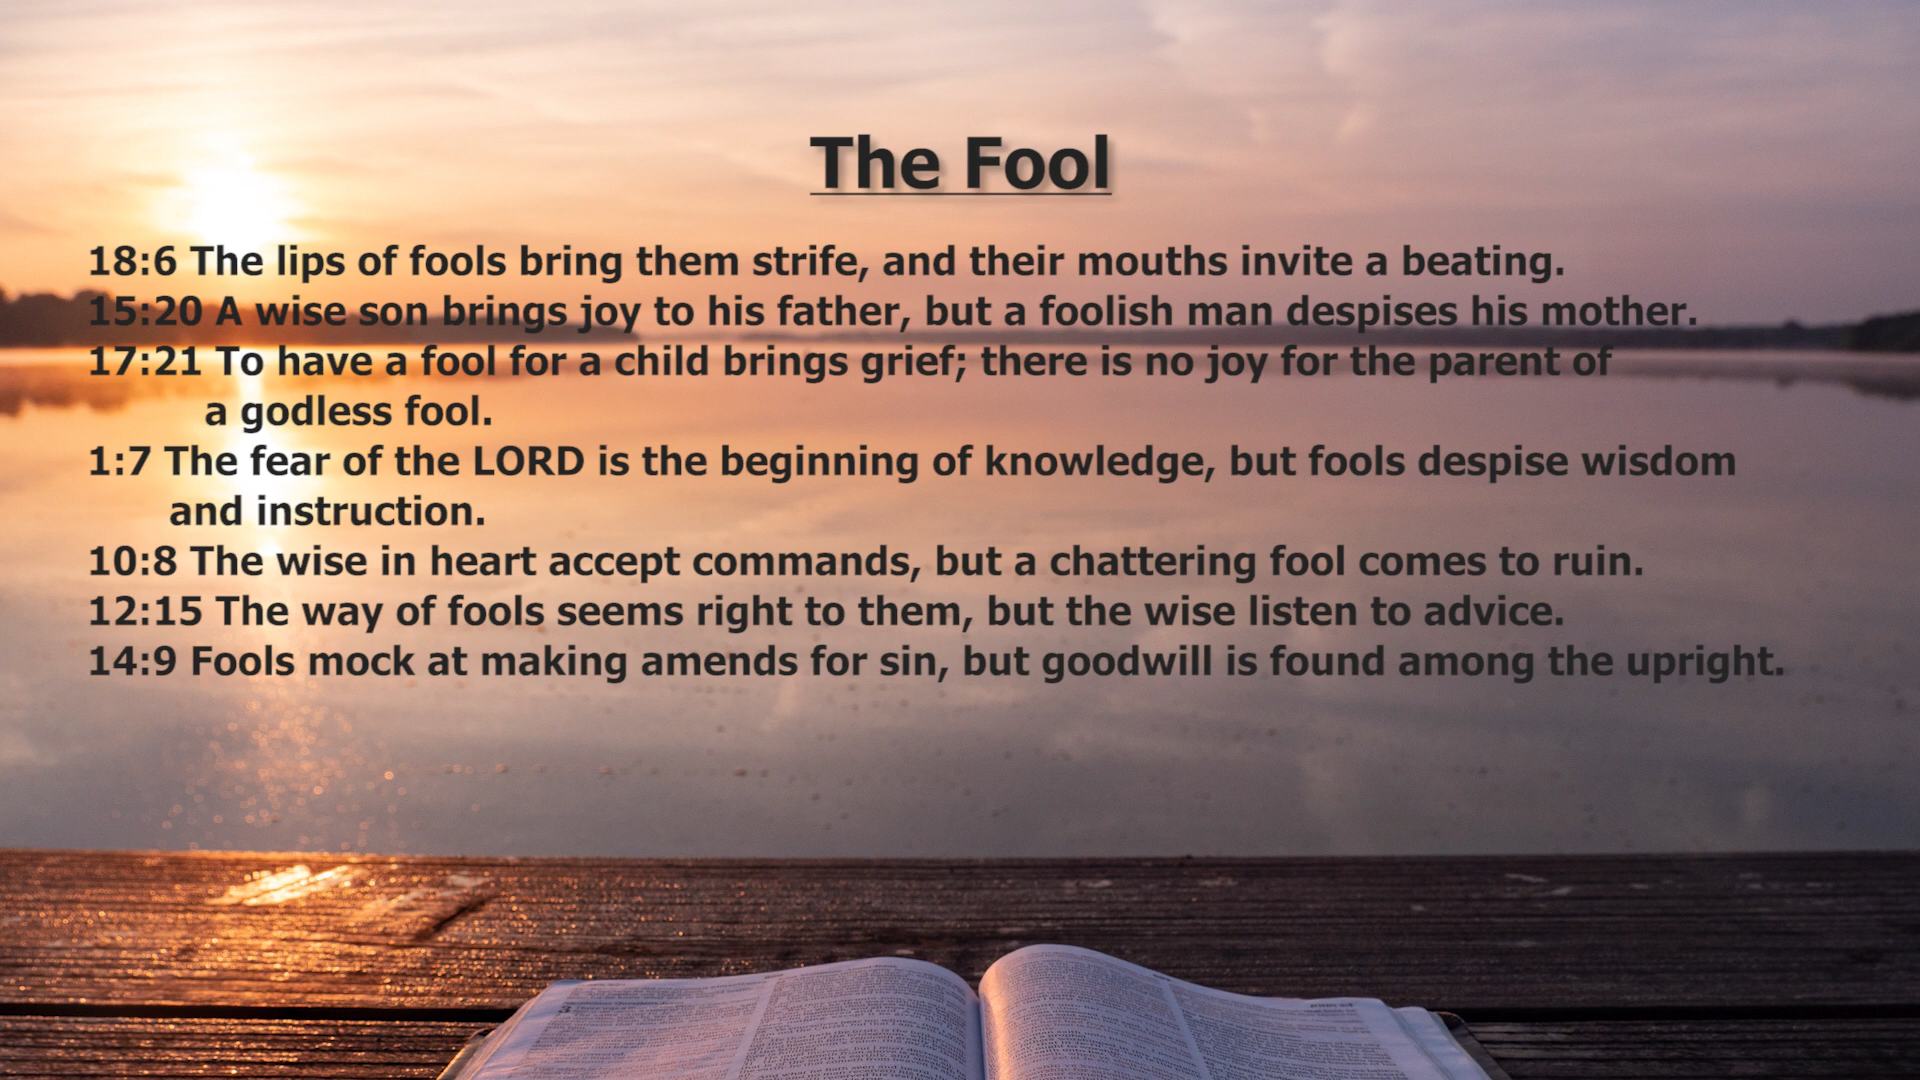 The Fool
18:6 The lips of fools bring them strife, and their mouths invite a beating.
15:20 A wise son brings joy to his father, but a foolish man despises his mother.
17:21 To have a fool for a child brings grief; there is no joy for the parent of
a godless fool.
1:7 The fear of the LORD is the beginning of knowledge, but fools despise wisdom
and instruction.
10:8 The wise in heart accept commands, but a chattering fool comes to ruin.
12:15 The way of fools seems right to them, but the wise listen to advice.
14:9 Fools mock at making amends for sin, but goodwill is found among the upright.